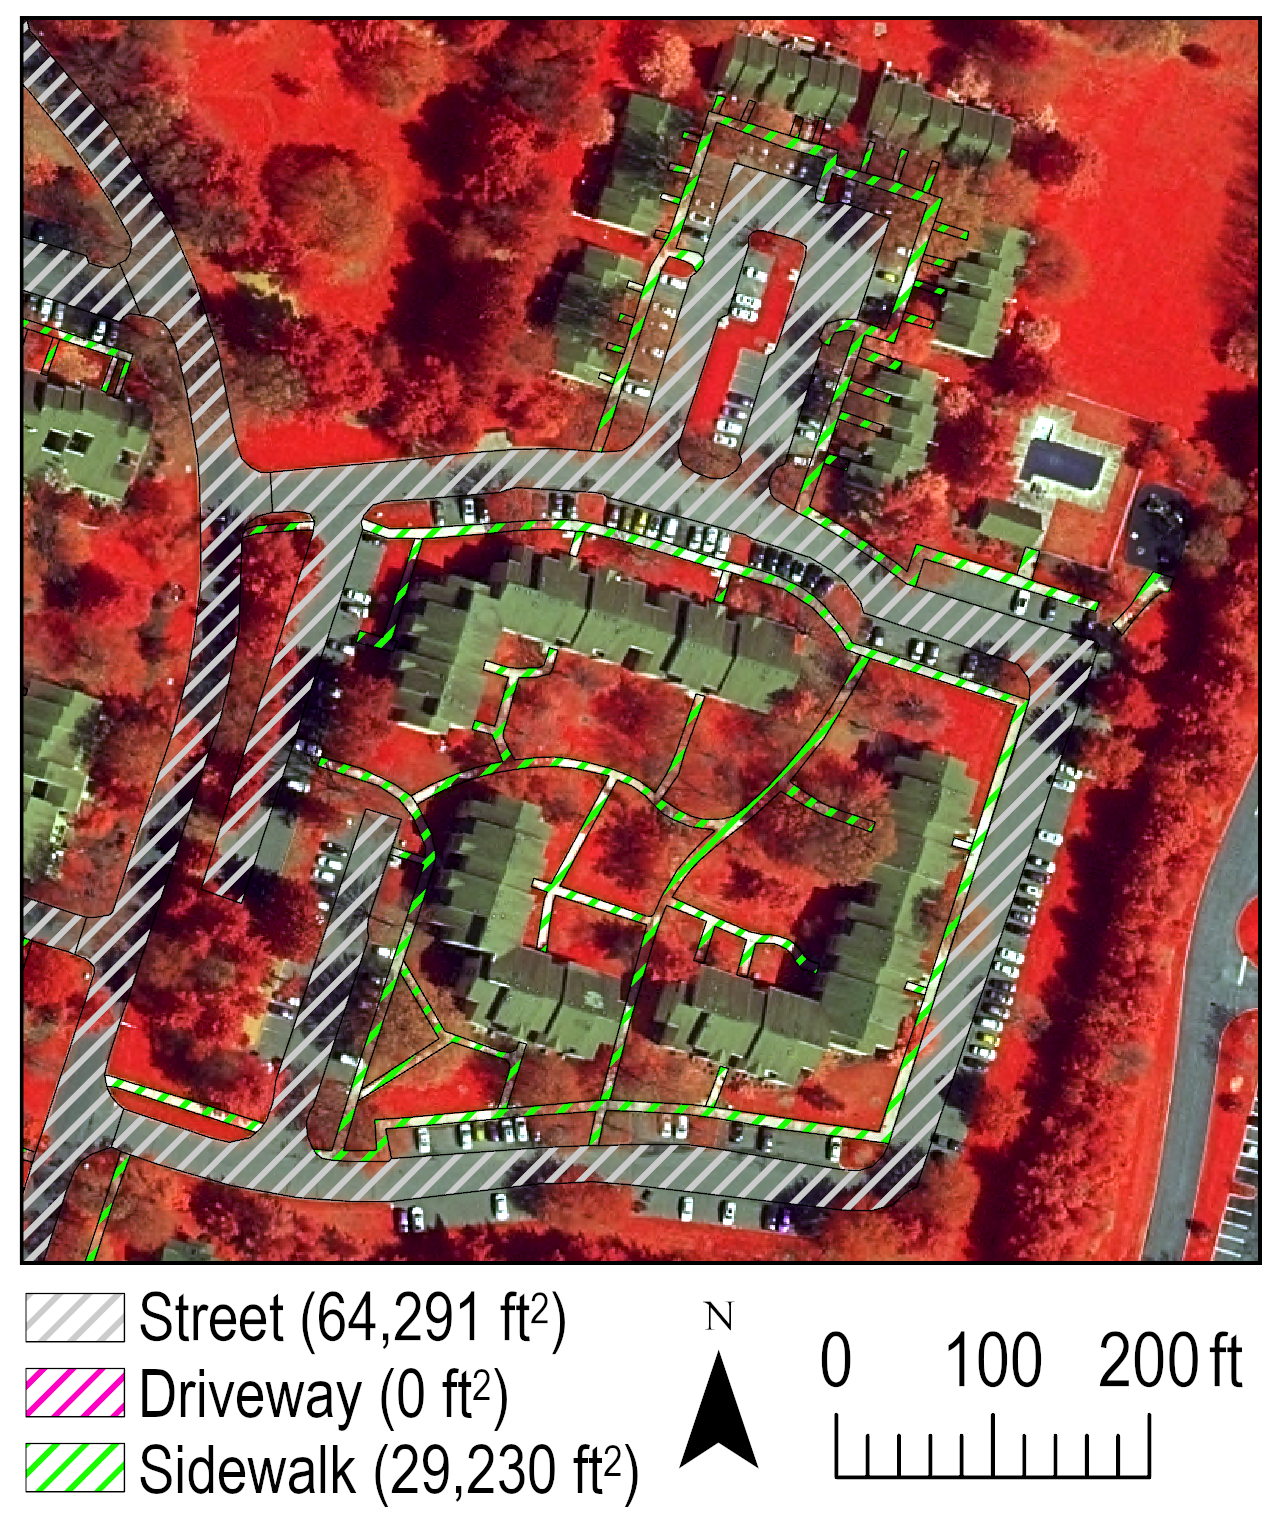 Street (64,291 ft²)
Driveway (0 ft²)
Sidewalk (29,230 ft²)
N
0 100 200 ft